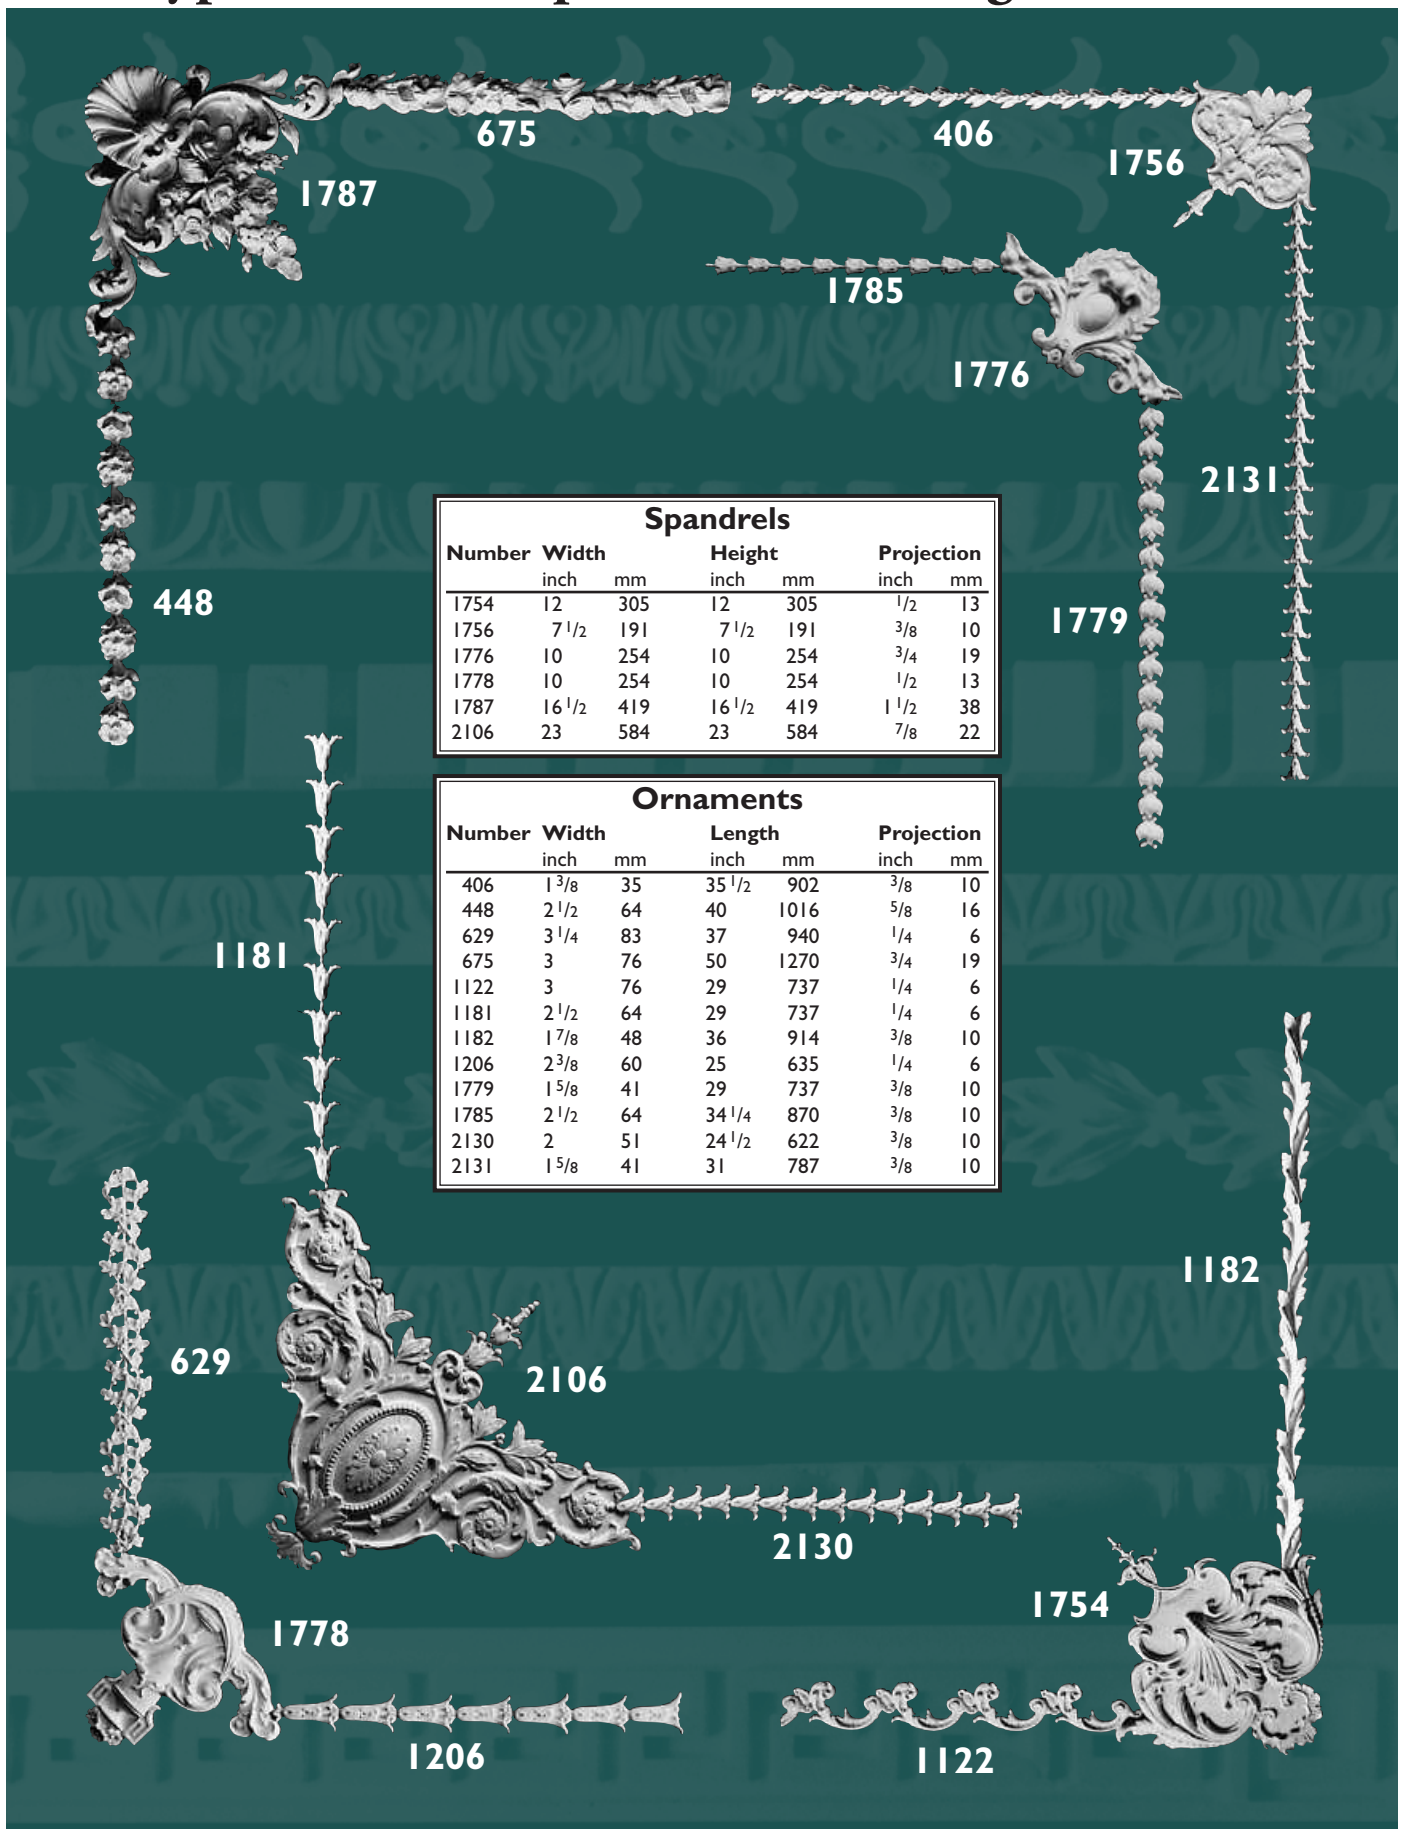 675
406
1756
1787
1785
1776
2131
448
1779
Spandrels
Number Width Height Projection
inch mm inch mm inch mm
1754 12 305 12 305 1/2 13
1756 7 1/2 191 7 1/2 191 3/8 10
1776 10 254 10 254 3/4 19
1778 10 254 10 254 1/2 13
1787 16 1/2 419 16 1/2 419 1 1/2 38
2106 23 584 23 584 7/8 22
Ornaments
Number Width Length Projection
inch mm inch mm inch mm
406 1 3/8 35 35 1/2 902 3/8 10
448 2 1/2 64 40 1016 5/8 16
629 3 1/4 83 37 940 1/4 6
675 3 76 50 1270 3/4 19
1122 3 76 29 737 1/4 6
1181 2 1/2 64 29 737 1/4 6
1182 1 7/8 48 36 914 3/8 10
1206 2 3/8 60 25 635 1/4 6
1779 1 5/8 41 29 737 3/8 10
1785 2 1/2 64 34 1/4 870 3/8 10
2130 2 51 24 1/2 622 3/8 10
2131 1 5/8 41 31 787 3/8 10
1181
1182
629
2106
2130
1754
1778
1206
1122